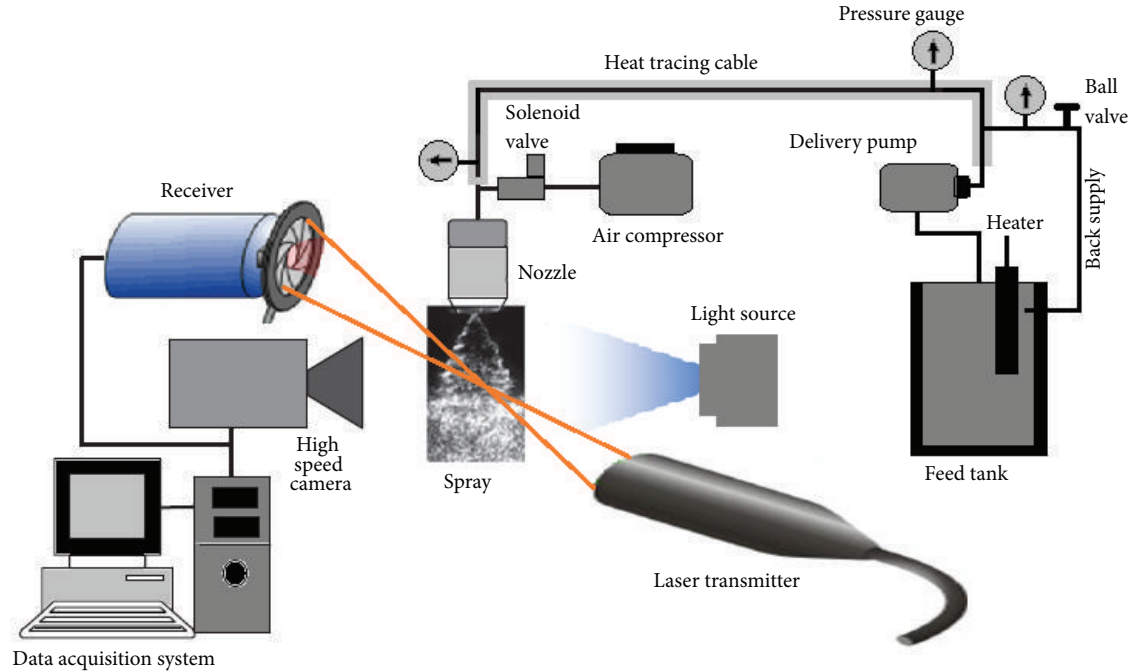 Pressure gauge
Heat tracing cable
Ball
valve
Solenoid
valve
Delivery pump
Receiver
Heater
Back supply
Air compressor
Nozzle
Light source
High
speed
camera
Spray
Feed tank
Laser transmitter
Data acquisition system